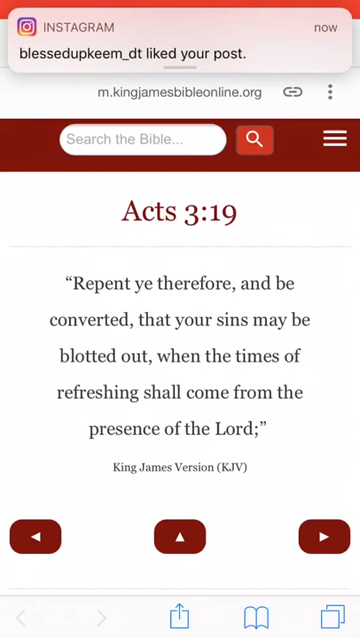 INSTAGRAM
now
blessedupkeem_dt liked your post.
m.kingjamesbibleonline.org
Search the Bible...
Acts 3:19
“Repent ye therefore, and be
converted, that your sins may be
blotted out, when the times of
refreshing shall come from the
presence of the Lord;”
King James Version (KJV)